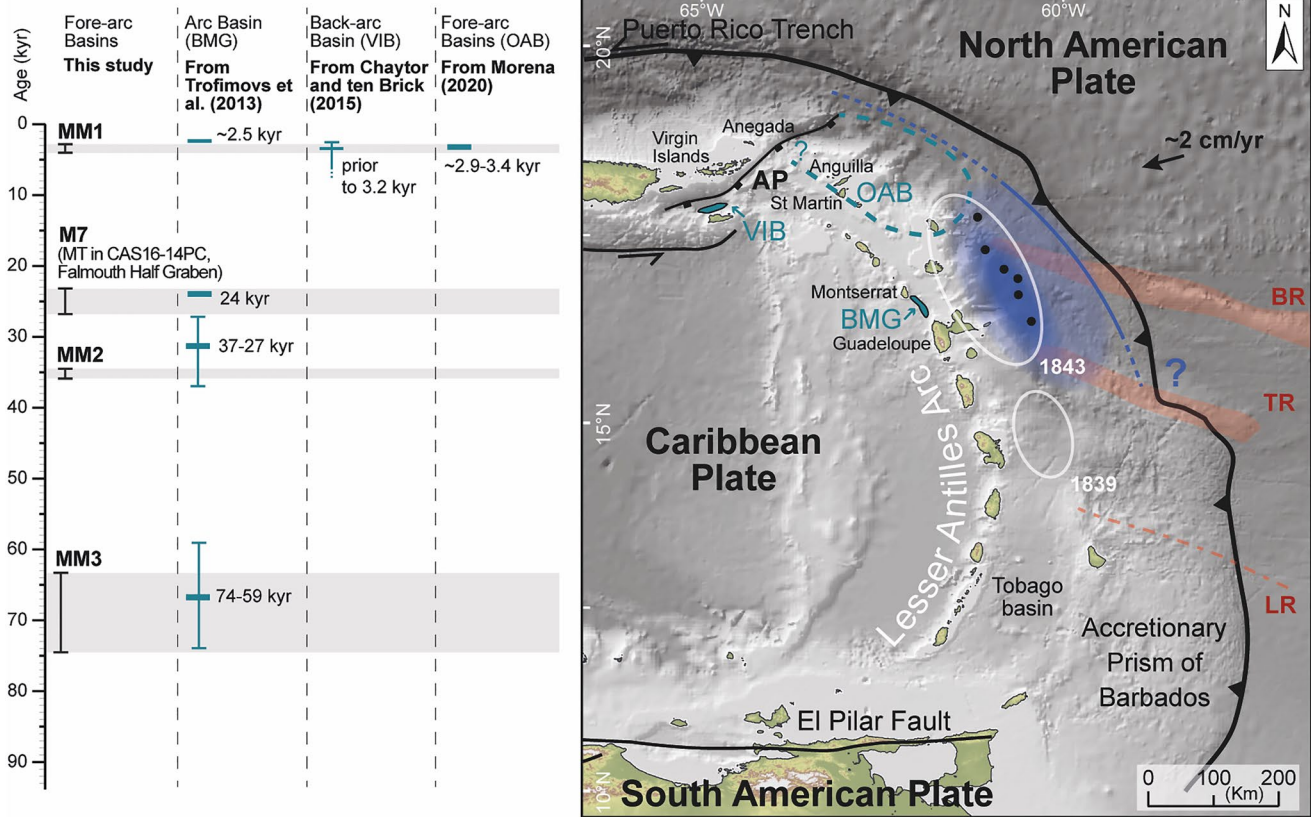 Age (kyr)
Fore-arc
Basins
This study
Arc Basin
(BMG)
From
Trofimovs et
al. (2013)
Back-arc
Basin (VIB)
From Chaytor
and ten Brick
(2015)
Fore-arc
Basins (OAB)
From Morena
(2020)
0
10
20
30
40
50
60
70
80
90
MM1
~2.5 kyr
prior
to 3.2 kyr
~2.9-3.4 kyr
M7
(MT in CAS16-14PC,
Falmouth Half Graben)
24 kyr
37-27 kyr
MM2
MM3
74-59 kyr
65°W
60°W
20°N
15°N
10°N
N
Puerto Rico Trench
North American
Plate
~2 cm/yr
Virgin
Islands
Anegada
?
Anguilla
AP
St Martin
OAB
VIB
Montserrat
BMG
Guadeloupe
BR
1843
?
TR
Caribbean
Plate
Lesser Antilles Arc
1839
LR
Tobago
basin
Accretionary
Prism of
Barbados
El Pilar Fault
South American Plate
0 100 200
(Km)